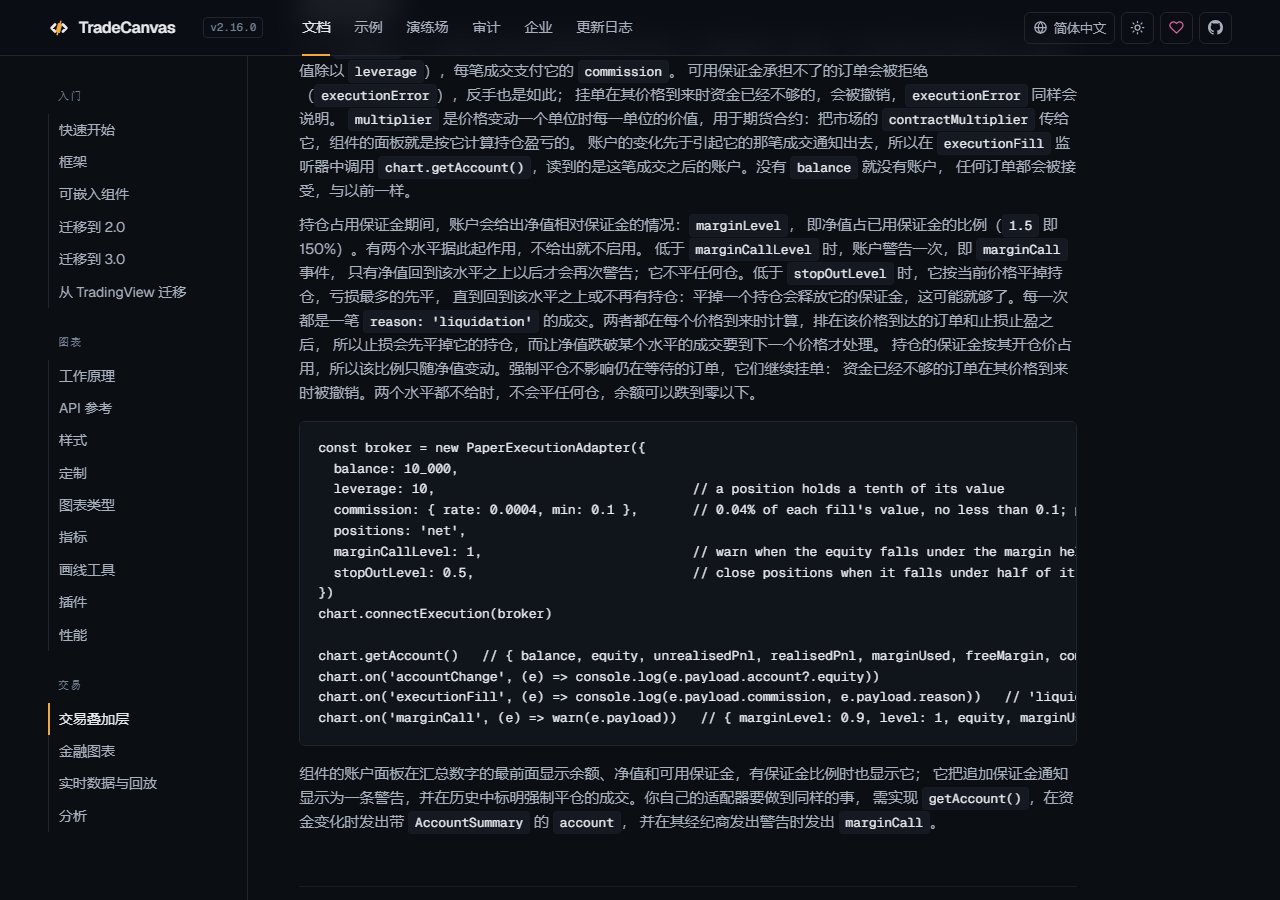 TradeCanvas v2.16.0 文档 示例 演练场 审计 企业 更新日志 简体中文
入门
快速开始
框架
可嵌入组件
迁移到 2.0
迁移到 3.0
从 TradingView 迁移
图表
工作原理
API 参考
样式
定制
图表类型
指标
画线工具
插件
性能
交易
交易叠加层
金融图表
实时数据与回放
分析
值除以 leverage ），每笔成交支付它的 commission 。 可用保证金承担不了的订单会被拒绝
（ executionError ），反手也是如此； 挂单在其价格到来时资金已经不够的，会被撤销， executionError 同样会
说明。 multiplier 是价格变动一个单位时每一单位的价值，用于期货合约：把市场的 contractMultiplier 传给
它，组件的面板就是按它计算持仓盈亏的。 账户的变化先于引起它的那笔成交通知出去，所以在 executionFill 监
听器中调用 chart.getAccount() ，读到的是这笔成交之后的账户。没有 balance 就没有账户， 任何订单都会被接
受，与以前一样。
持仓占用保证金期间，账户会给出净值相对保证金的情况： marginLevel ， 即净值占已用保证金的比例（ 1.5 即
150%）。有两个水平据此起作用，不给出就不启用。 低于 marginCallLevel 时，账户警告一次，即 marginCall
事件， 只有净值回到该水平之上以后才会再次警告；它不平任何仓。低于 stopOutLevel 时，它按当前价格平掉持
仓，亏损最多的先平， 直到回到该水平之上或不再有持仓：平掉一个持仓会释放它的保证金，这可能就够了。每一次
都是一笔 reason: 'liquidation' 的成交。两者都在每个价格到来时计算，排在该价格到达的订单和止损止盈之
后， 所以止损会先平掉它的持仓，而让净值跌破某个水平的成交要到下一个价格才处理。 持仓的保证金按其开仓价占
用，所以该比例只随净值变动。强制平仓不影响仍在等待的订单，它们继续挂单： 资金已经不够的订单在其价格到来
时被撤销。两个水平都不给时，不会平任何仓，余额可以跌到零以下。
const broker = new PaperExecutionAdapter({
balance: 10_000,
leverage: 10, // a position holds a tenth of its value
commission: { rate: 0.0004, min: 0.1 }, // 0.04% of each fill's value, no less than 0.1;
positions: 'net',
marginCallLevel: 1, // warn when the equity falls under the margin he
stopOutLevel: 0.5, // close positions when it falls under half of it
})
chart.connectExecution(broker)
chart.getAccount() // { balance, equity, unrealisedPnl, realisedPnl, marginUsed, freeMargin, co
chart.on('accountChange', (e) => console.log(e.payload.account?.equity))
chart.on('executionFill', (e) => console.log(e.payload.commission, e.payload.reason)) // 'liqui
chart.on('marginCall', (e) => warn(e.payload)) // { marginLevel: 0.9, level: 1, equity, marginU
组件的账户面板在汇总数字的最前面显示余额、净值和可用保证金，有保证金比例时也显示它； 它把追加保证金通知
显示为一条警告，并在历史中标明强制平仓的成交。你自己的适配器要做到同样的事， 需实现 getAccount() ，在资
金变化时发出带 AccountSummary 的 account ， 并在其经纪商发出警告时发出 marginCall 。